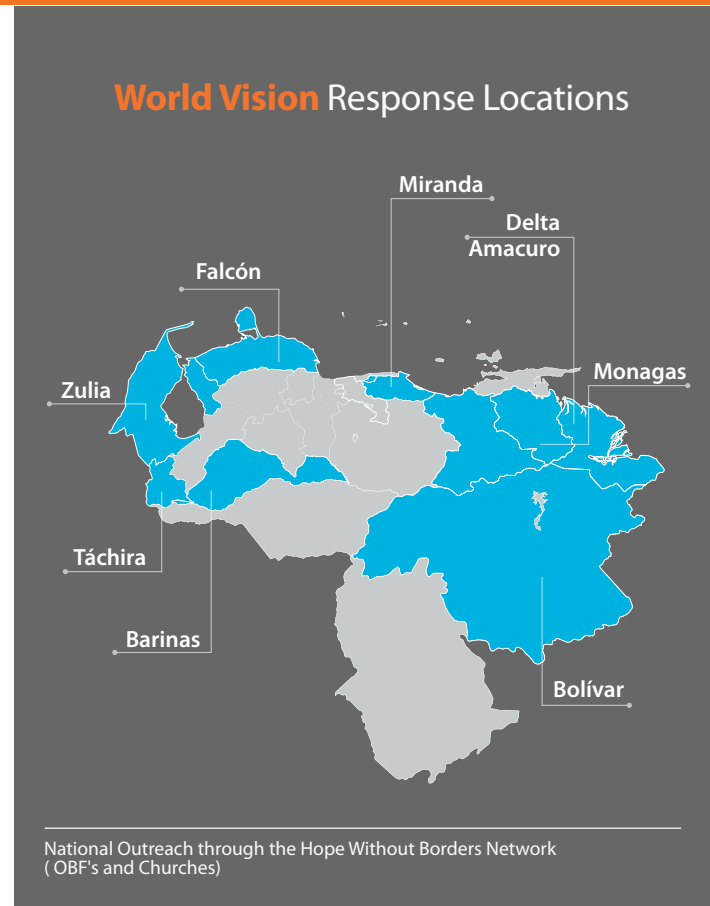 World Vision Response Locations
Miranda
Delta
Amacuro
Falcón
Monagas
Zulia
Táchira
Barinas
Bolívar
National Outreach through the Hope Without Borders Network
( OBF's and Churches)